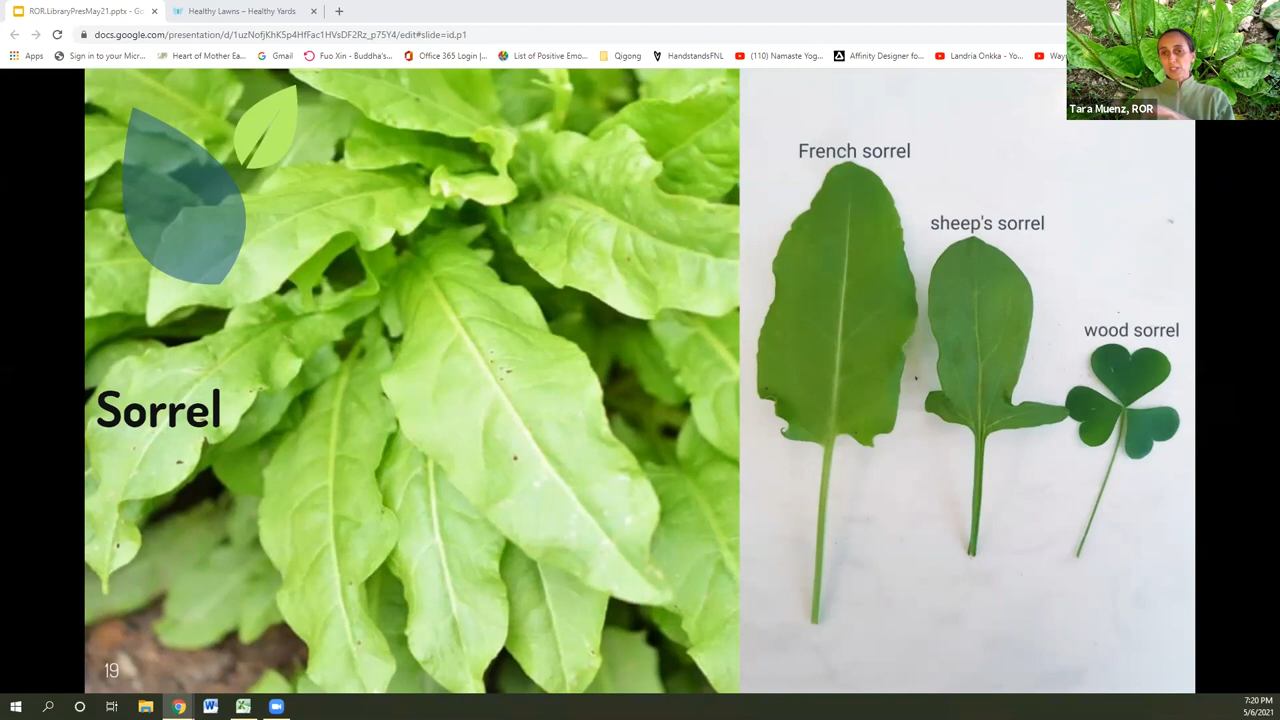 ROR.LibraryPresMay21.pptx - Go
Healthy Lawns – Healthy Yards
docs.google.com/presentation/d/1uzNofjKhK5p4HfFac1HVsDF2Rz_p75Y4/edit#slide=id.p1
Apps
Sign in to your Micr...
Heart of Mother Ea...
Gmail
Fuo Xin - Buddha's...
Office 365 Login |...
List of Positive Emo...
Qigong
HandstandsFNL
(110) Namaste Yog...
Affinity Designer fo...
Landria Onkka - Yo...
Way
Tara Muenz, ROR
French sorrel
sheep's sorrel
wood sorrel
Sorrel
19
7:20 PM
5/6/2021